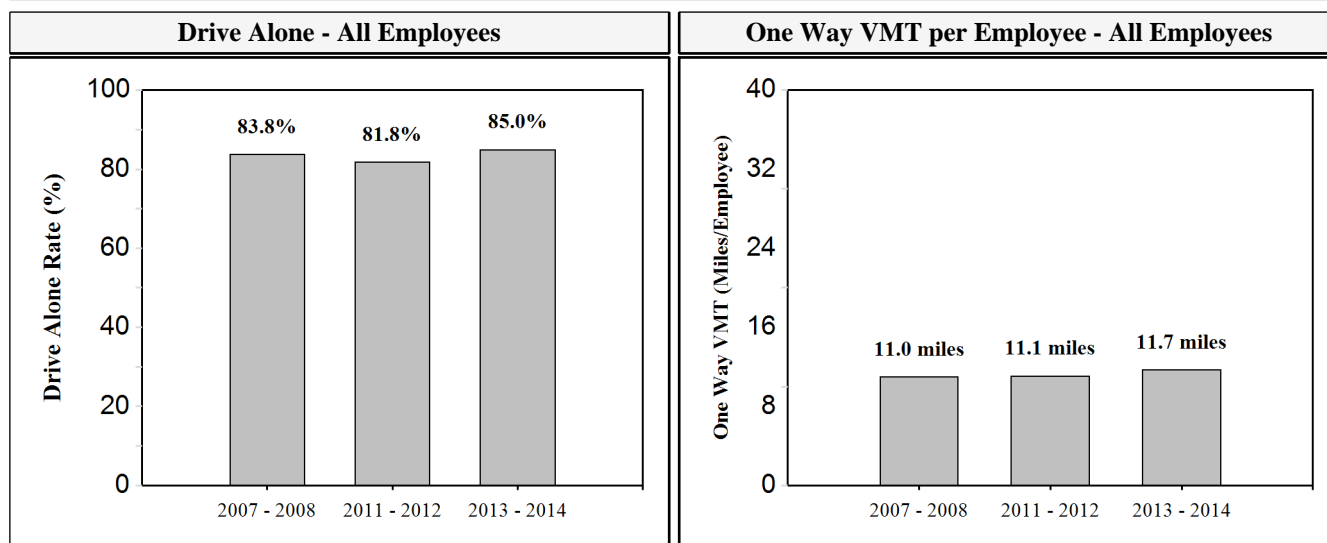 Drive Alone - All Employees
100
80
60
40
20
0
Drive Alone Rate (%)
83.8%
81.8%
85.0%
2007 - 2008
2011 - 2012
2013 - 2014
One Way VMT per Employee - All Employees
40
32
24
16
8
0
One Way VMT (Miles/Employee)
11.0 miles
11.1 miles
11.7 miles
2007 - 2008
2011 - 2012
2013 - 2014